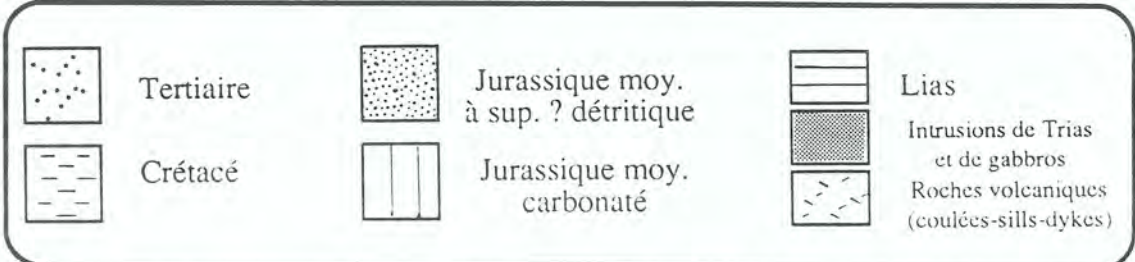 Tertiaire
Crétacé
Jurassique moy.
à sup. ? détritique
Jurassique moy.
carbonaté
Lias
Intrusions de Trias
et de gabbros
Roches volcaniques
(coulées-sills-dykes)